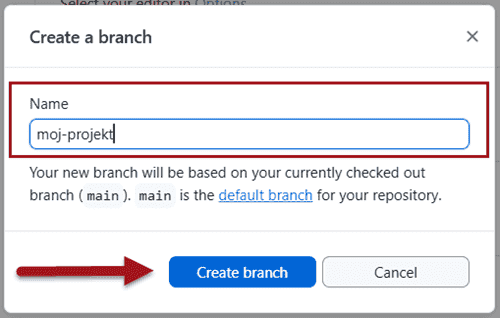 Select your editor in Options
Create a branch
Name
moj-projekt
Your new branch will be based on your currently checked out
branch (main). main is the default branch for your repository.
Create branch
Cancel